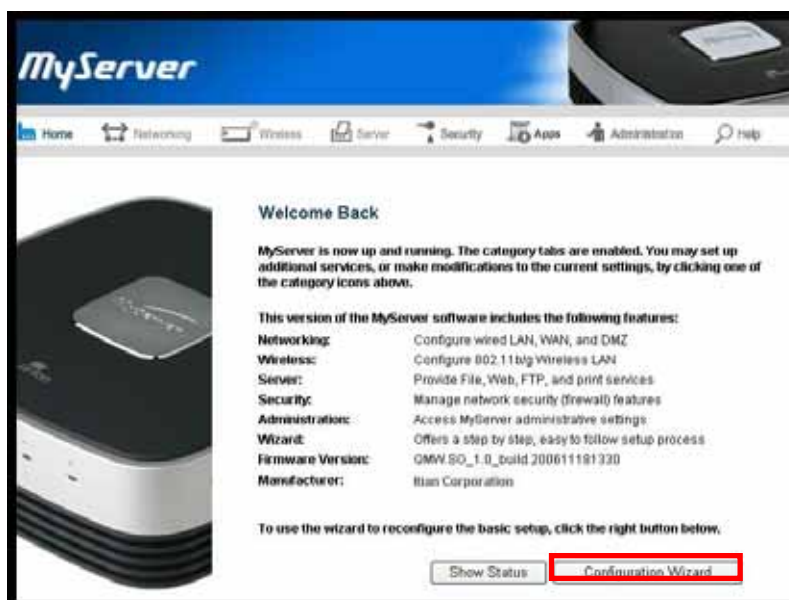 MyServer
Home Networking Wireless Server Security Apps Administration Help
Welcome Back
MyServer is now up and running. The category tabs are enabled. You may set up
additional services, or make modifications to the current settings, by clicking one of
the category icons above.
This version of the MyServer software includes the following features:
Networking: Configure wired LAN, WAN, and DMZ
Wireless: Configure 802.11b/g Wireless LAN
Server: Provide File, Web, FTP, and print services
Security: Manage network security (firewall) features
Administration: Access MyServer administrative settings
Wizard: Offers a step by step, easy to follow setup process
Firmware Version: QMW.SO_1.0_build.200611181330
Manufacturer: Itian Corporation
To use the wizard to reconfigure the basic setup, click the right button below.
Show Status Configuration Wizard